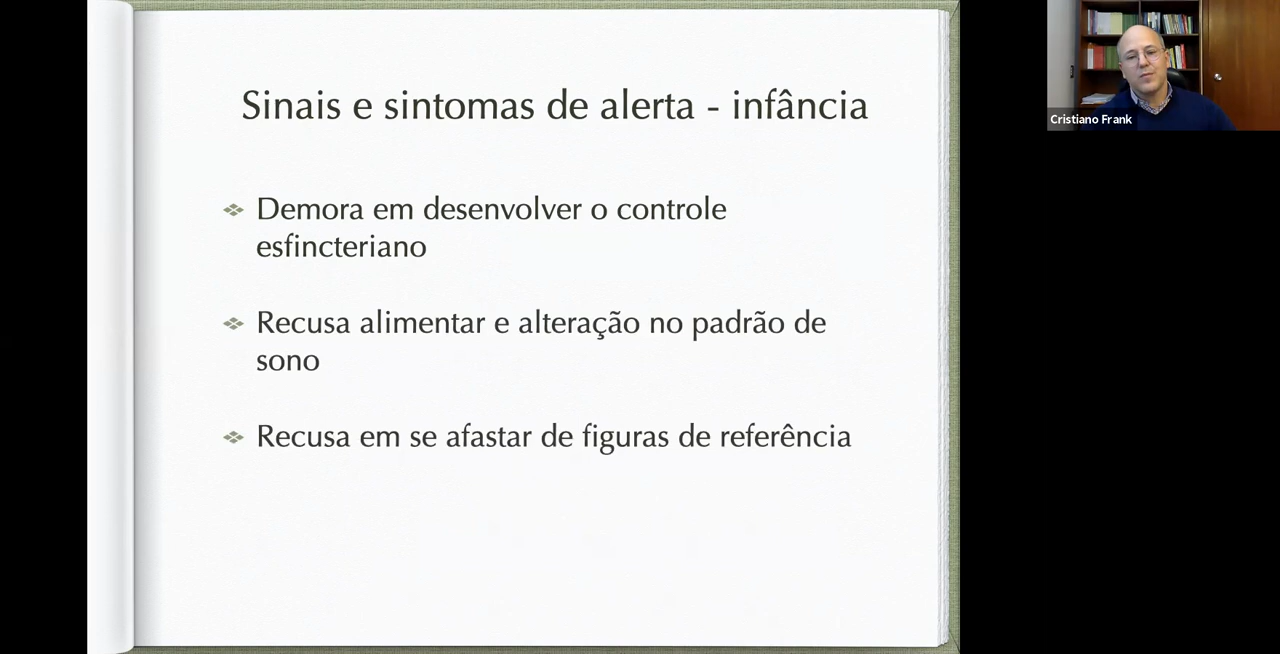 Sinais e sintomas de alerta - infância
Demora em desenvolver o controle
esfincteriano
Recusa alimentar e alteração no padrão de
sono
Recusa em se afastar de figuras de referência
Cristiano Frank